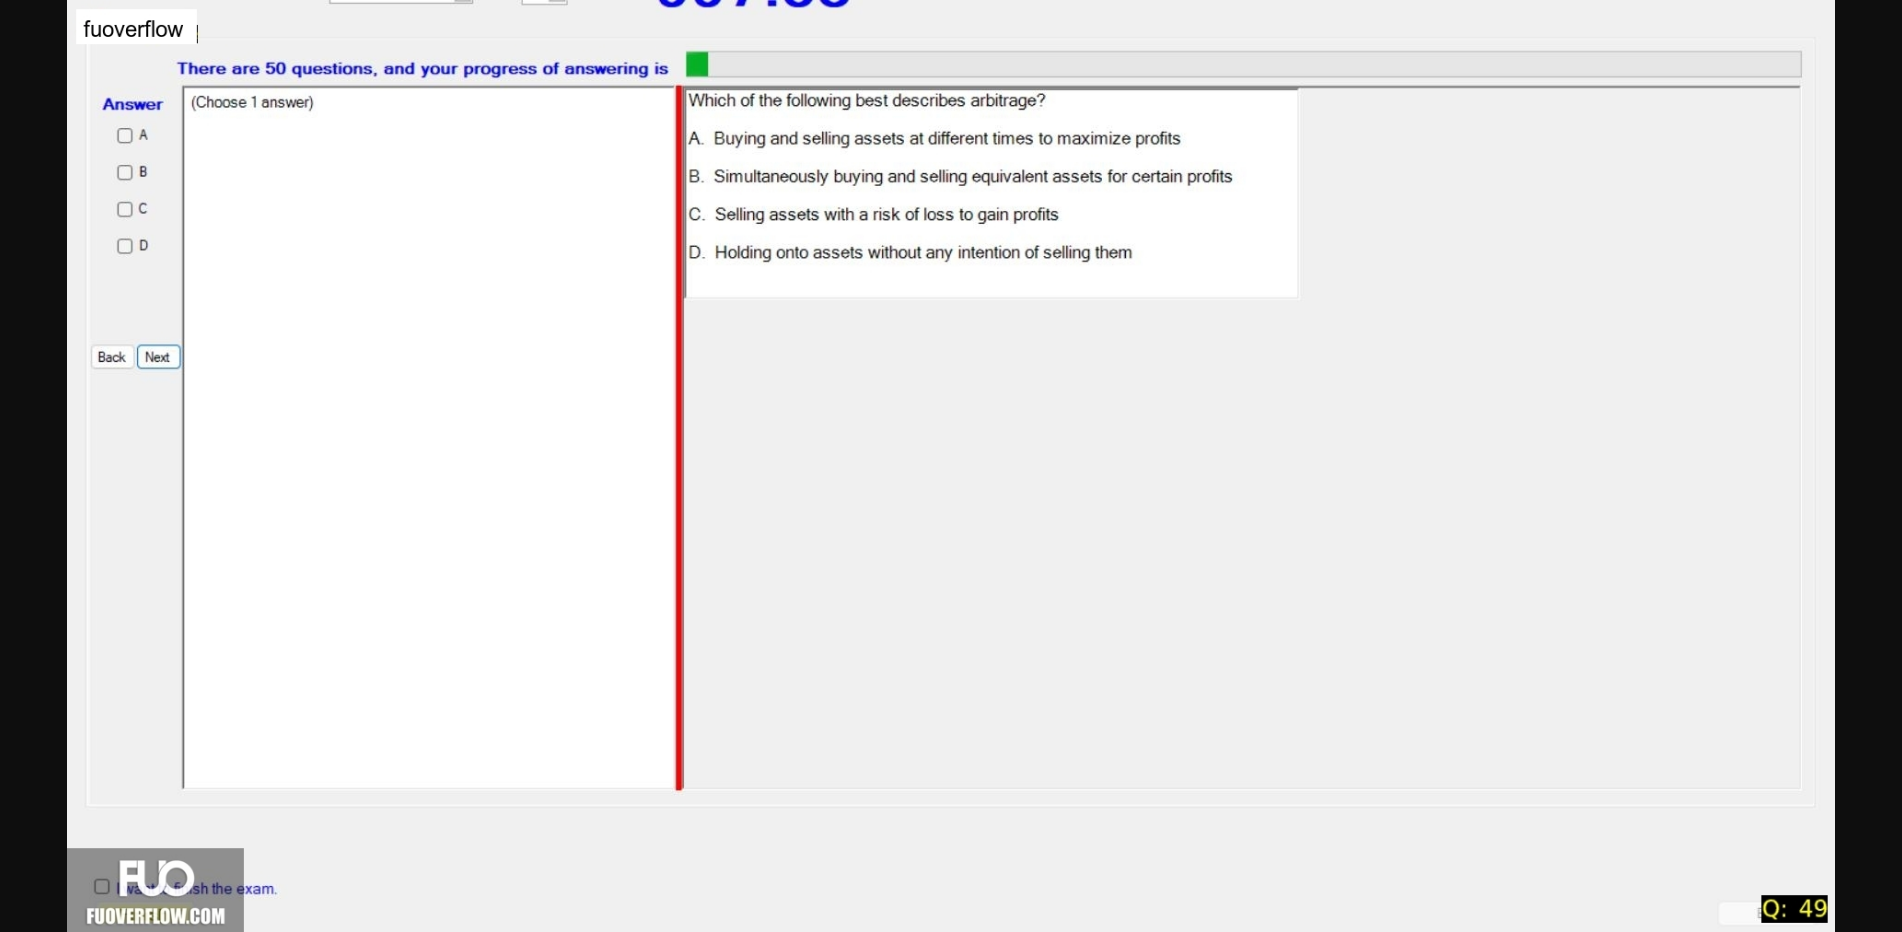 fuoverflow
There are 50 questions, and your progress of answering is
Answer
(Choose 1 answer)
Which of the following best describes arbitrage?
A
A. Buying and selling assets at different times to maximize profits
B
B. Simultaneously buying and selling equivalent assets for certain profits
C
C. Selling assets with a risk of loss to gain profits
D
D. Holding onto assets without any intention of selling them
Back Next
FUO
I want finish the exam.
FUOVERFLOW.COM
Q: 49